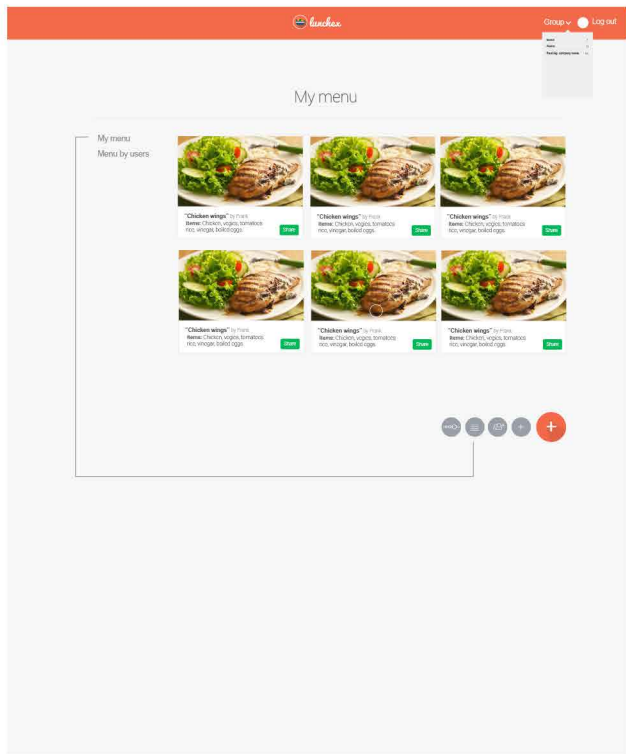 lunchex
Group
Log out
My menu
My menu
Menu by users
"Chicken wings" by Frank
Items: Chicken, vegies, tomatoes
rice, vinegar, boiled eggs
Share
"Chicken wings" by Frank
Items: Chicken, vegies, tomatoes
rice, vinegar, boiled eggs
Share
"Chicken wings" by Frank
Items: Chicken, vegies, tomatoes
rice, vinegar, boiled eggs
Share
"Chicken wings" by Frank
Items: Chicken, vegies, tomatoes
rice, vinegar, boiled eggs
Share
"Chicken wings" by Frank
Items: Chicken, vegies, tomatoes
rice, vinegar, boiled eggs
Share
"Chicken wings" by Frank
Items: Chicken, vegies, tomatoes
rice, vinegar, boiled eggs
Share